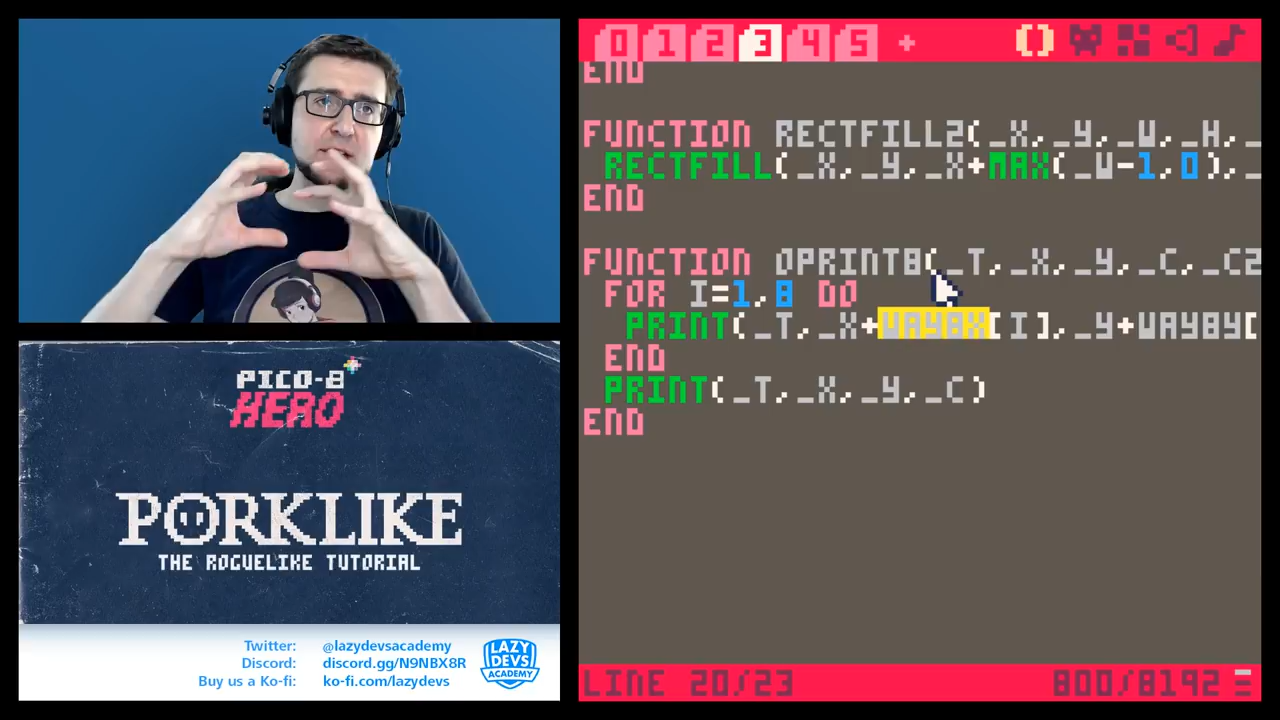 0 1 2 3 4 5 +
END
FUNCTION RECTFILL2(_X,_Y,_W,_H,_
RECTFILL(_X,_Y,_X+MAX(_W-1,0),_
END
FUNCTION OPRINT8(_T,_X,_Y,_C,_C2
FOR I=1,8 DO
PRINT(_T,_X+WAY8X[I],_Y+WAY8Y[
END
PRINT(_T,_X,_Y,_C)
END
LINE 20/23 800/8192
PICO-8
HERO
PORKLIKE
THE ROGUELIKE TUTORIAL
Twitter: @lazydevsacademy
Discord: discord.gg/N9NBX8R
Buy us a Ko-fi: ko-fi.com/lazydevs
LAZY
DEVS
ACADEMY